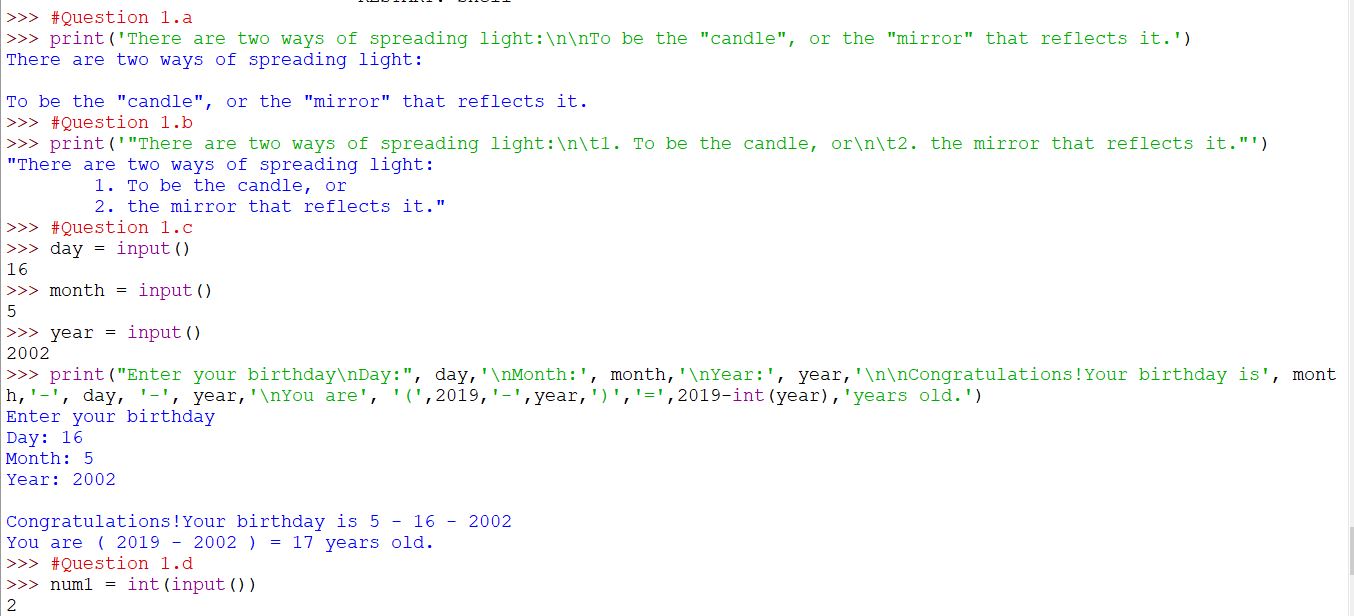 >>> #Question 1.a
>>> print('There are two ways of spreading light:\n\nTo be the "candle", or the "mirror" that reflects it.')
There are two ways of spreading light:

To be the "candle", or the "mirror" that reflects it.
>>> #Question 1.b
>>> print('"There are two ways of spreading light:\n\t1. To be the candle, or\n\t2. the mirror that reflects it."')
"There are two ways of spreading light:
        1. To be the candle, or
        2. the mirror that reflects it."
>>> #Question 1.c
>>> day = input()
16
>>> month = input()
5
>>> year = input()
2002
>>> print("Enter your birthday\nDay:", day,'\nMonth:', month,'\nYear:', year,'\n\nCongratulations!Your birthday is', mont
h,'-', day, '-', year,'\nYou are', '(',2019,'-',year,')','=',2019-int(year),'years old.')
Enter your birthday
Day: 16
Month: 5
Year: 2002

Congratulations!Your birthday is 5 - 16 - 2002
You are ( 2019 - 2002 ) = 17 years old.
>>> #Question 1.d
>>> num1 = int(input())
2